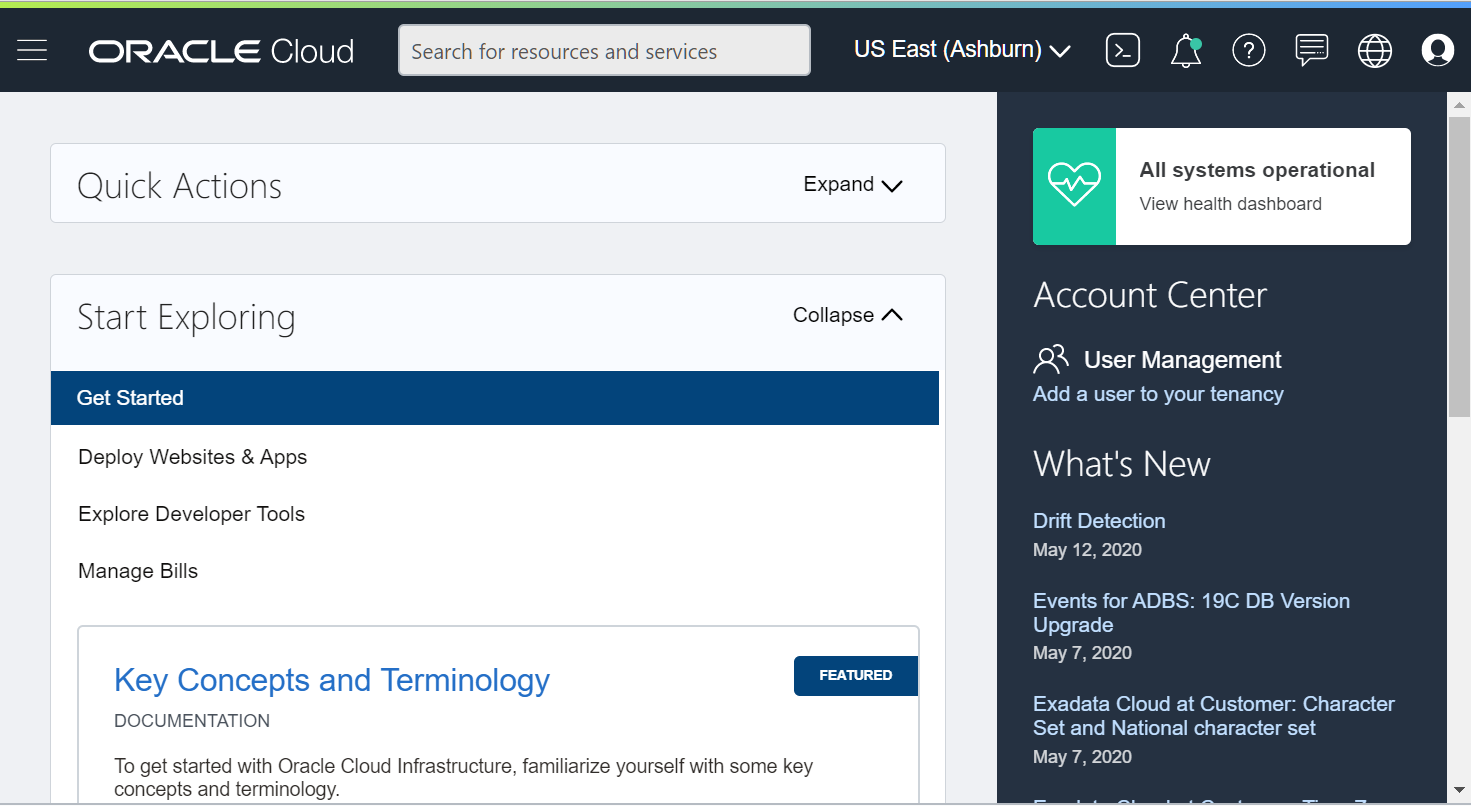 ORACLE Cloud
Search for resources and services
US East (Ashburn)
Quick Actions
Expand
Start Exploring
Collapse
Get Started
Deploy Websites & Apps
Explore Developer Tools
Manage Bills
Key Concepts and Terminology
FEATURED
DOCUMENTATION
To get started with Oracle Cloud Infrastructure, familiarize yourself with some key
concepts and terminology.
All systems operational
View health dashboard
Account Center
User Management
Add a user to your tenancy
What's New
Drift Detection
May 12, 2020
Events for ADBS: 19C DB Version
Upgrade
May 7, 2020
Exadata Cloud at Customer: Character
Set and National character set
May 7, 2020